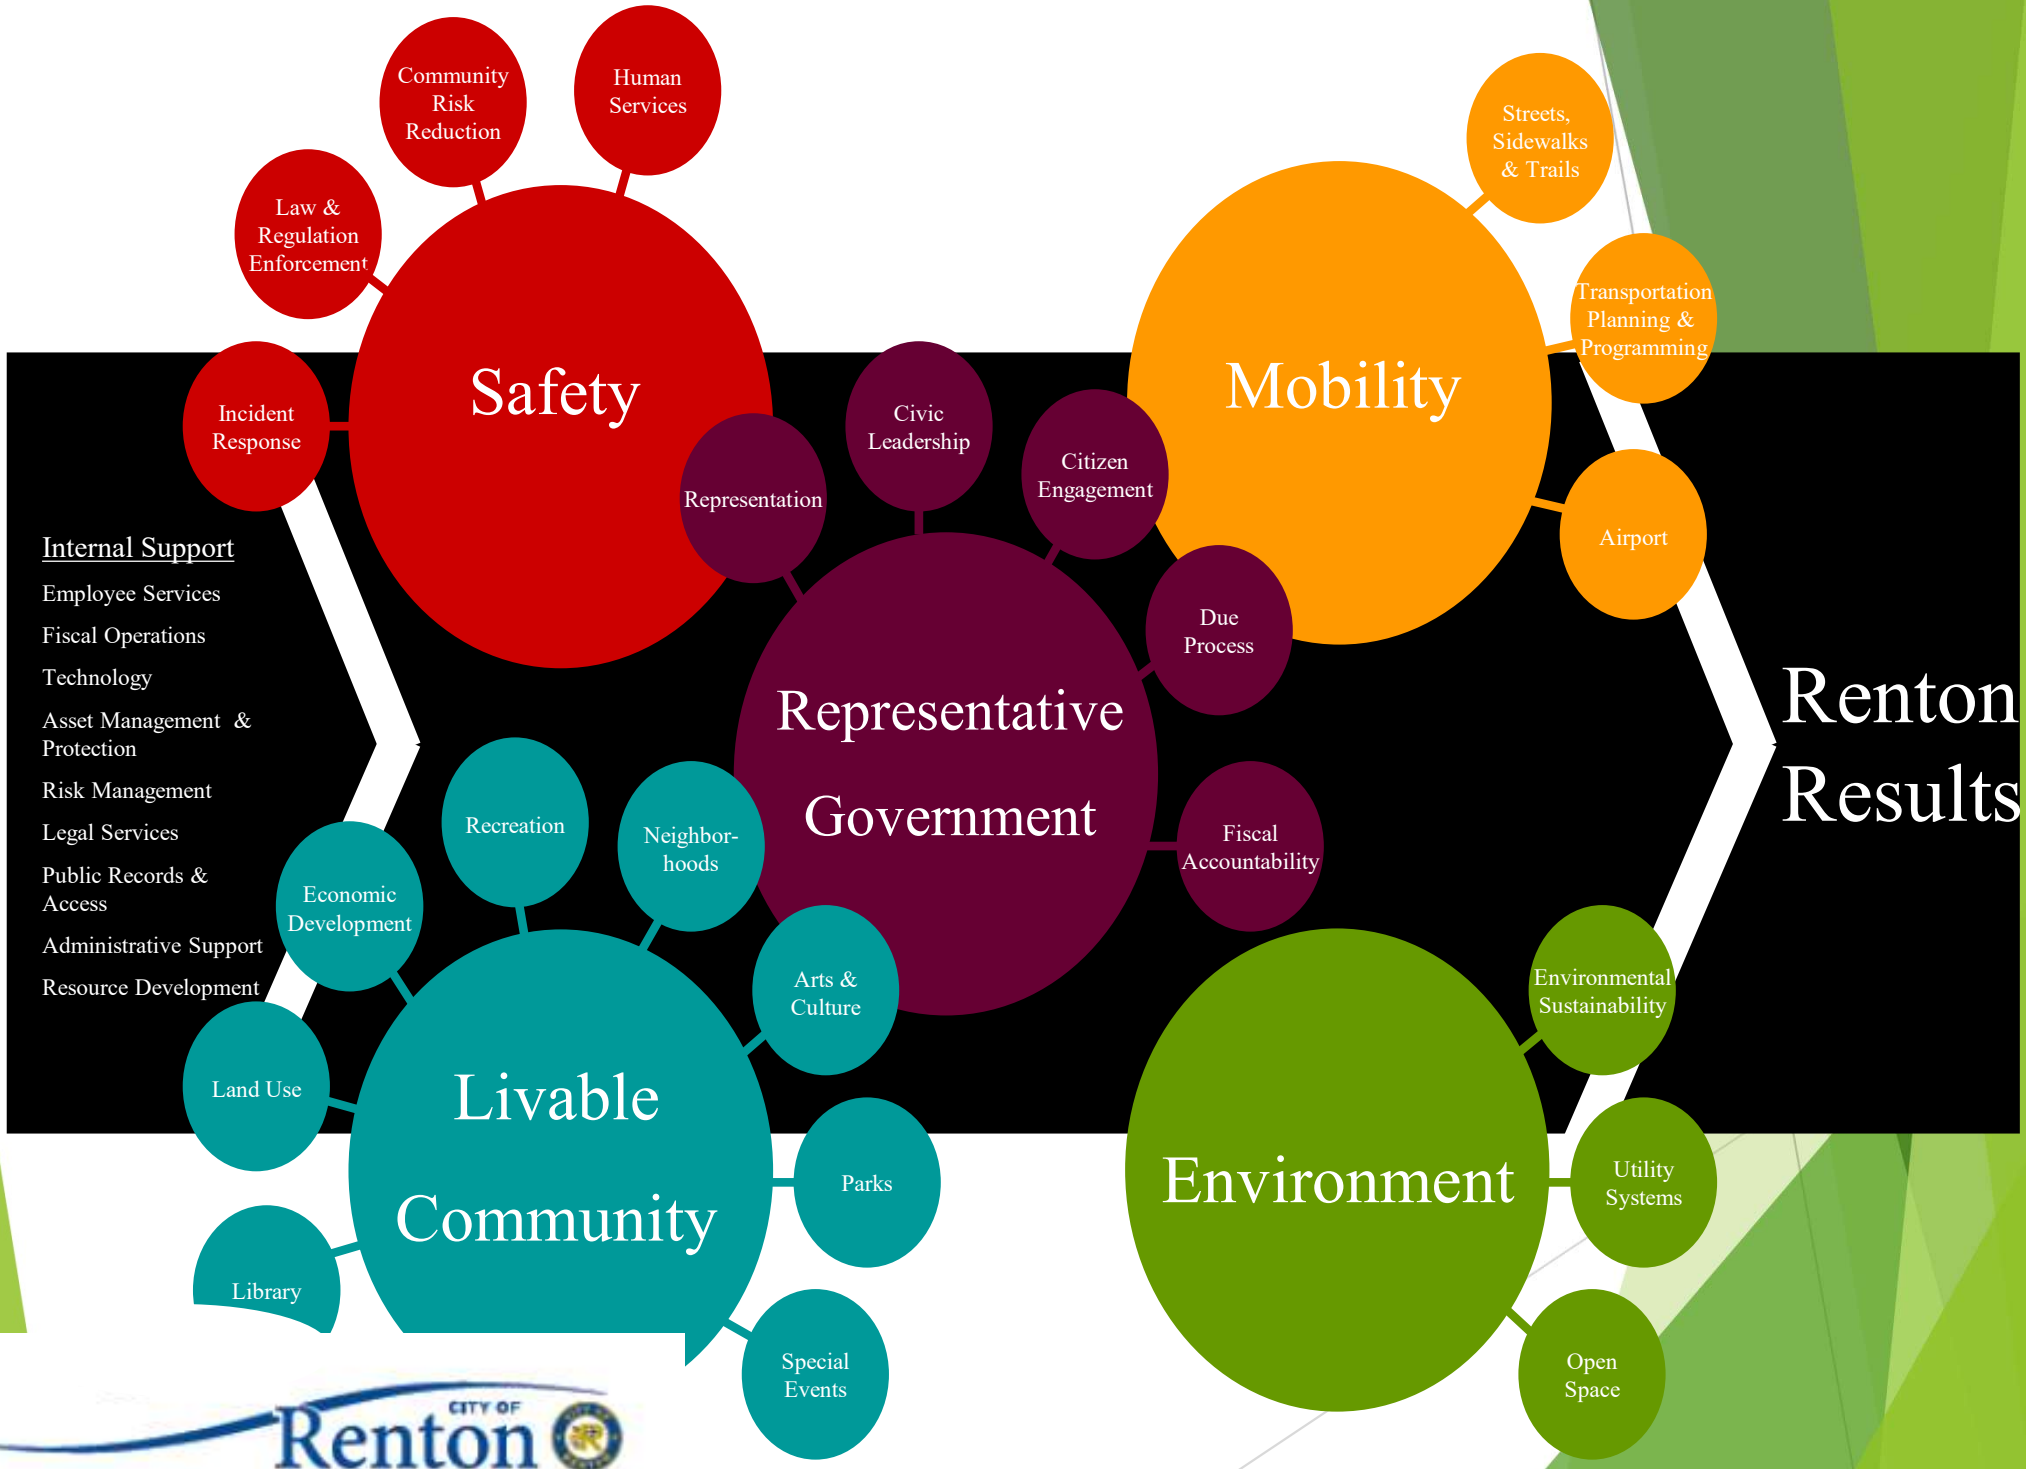 Community
Risk
Reduction
Human
Services
Law &
Regulation
Enforcement
Incident
Response
Safety
Streets,
Sidewalks
& Trails
Transportation
Planning &
Programming
Airport
Mobility
Representation
Civic
Leadership
Citizen
Engagement
Due
Process
Fiscal
Accountability
Representative
Government
Internal Support
Employee Services
Fiscal Operations
Technology
Asset Management &
Protection
Risk Management
Legal Services
Public Records &
Access
Administrative Support
Resource Development
Renton
Results
Recreation
Neighbor-
hoods
Economic
Development
Arts &
Culture
Land Use
Parks
Library
Special
Events
Livable
Community
Environmental
Sustainability
Utility
Systems
Open
Space
Environment
CITY OF
Renton